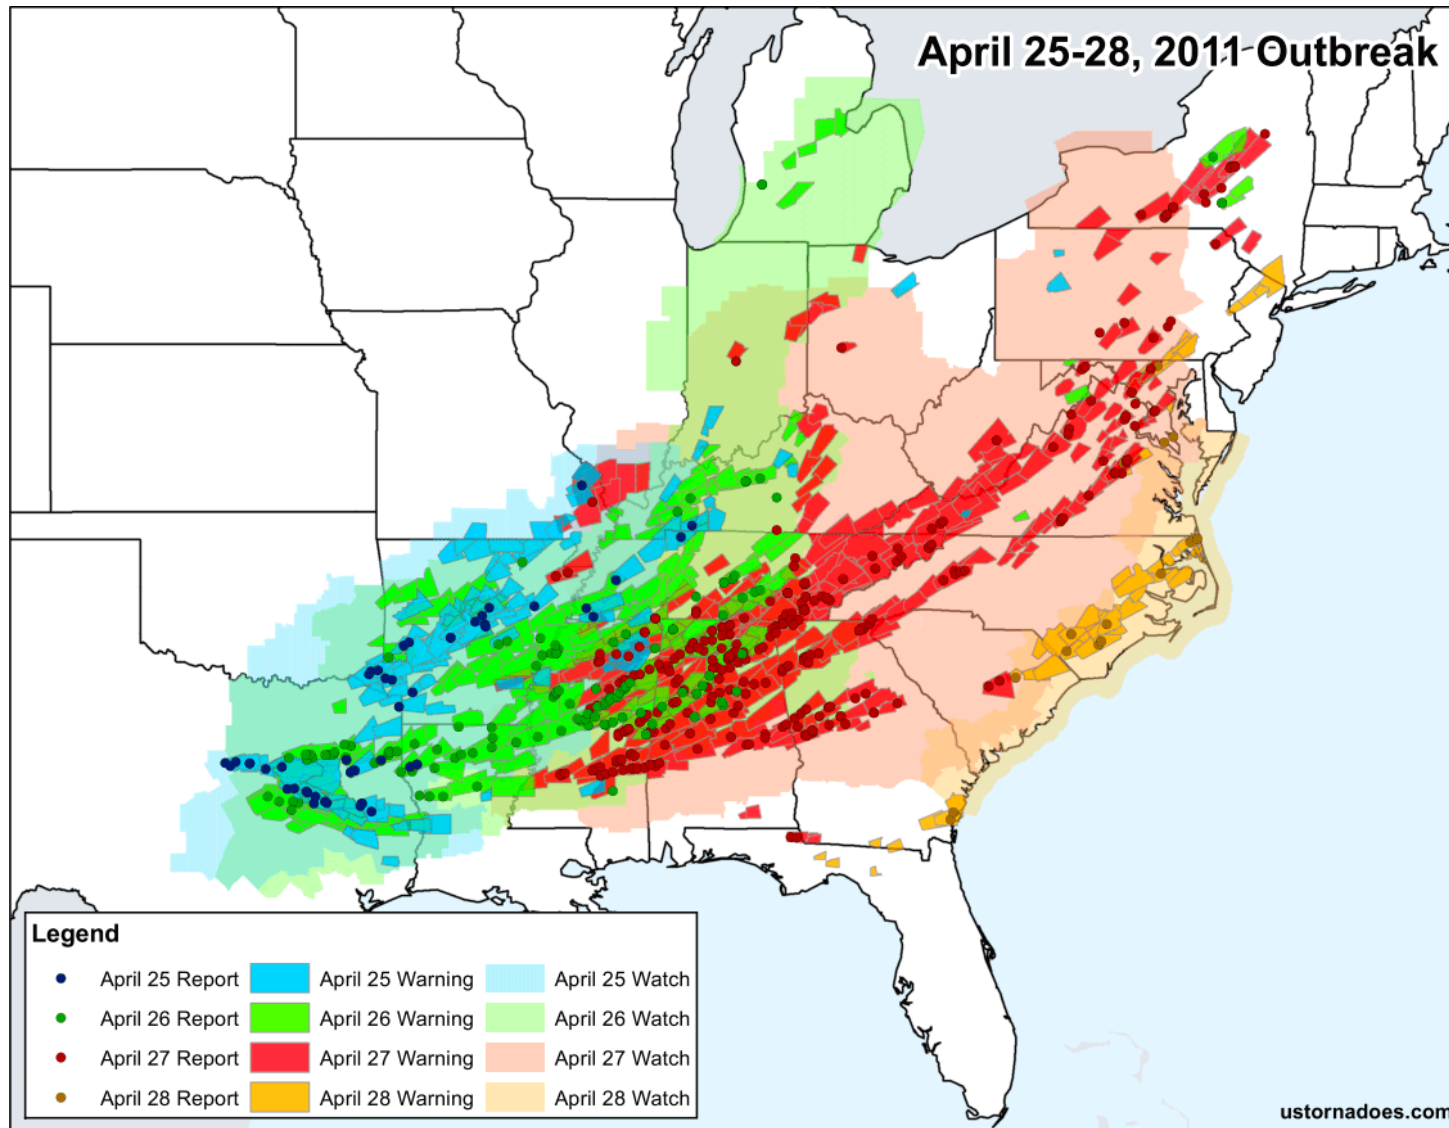 April 25-28, 2011 Outbreak
Legend
April 25 Report April 25 Warning April 25 Watch
April 26 Report April 26 Warning April 26 Watch
April 27 Report April 27 Warning April 27 Watch
April 28 Report April 28 Warning April 28 Watch
ustornadoes.com